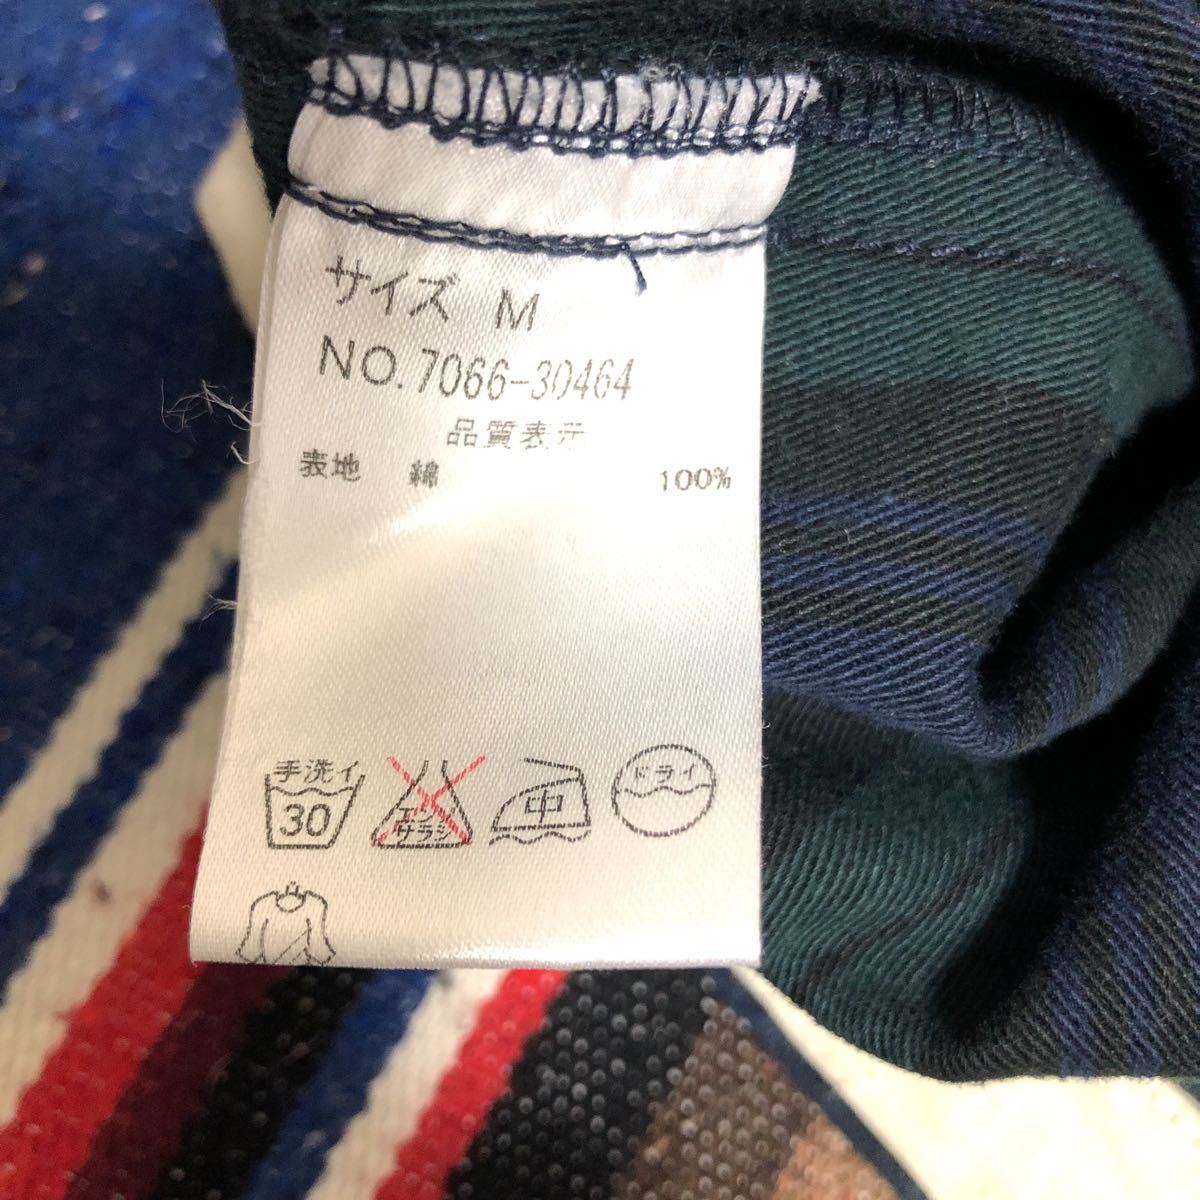 サイズ M
NO.7066-30464
品質表示
表地 綿 100%
手洗イ
30
エンソ
サラシ
中
ドライ